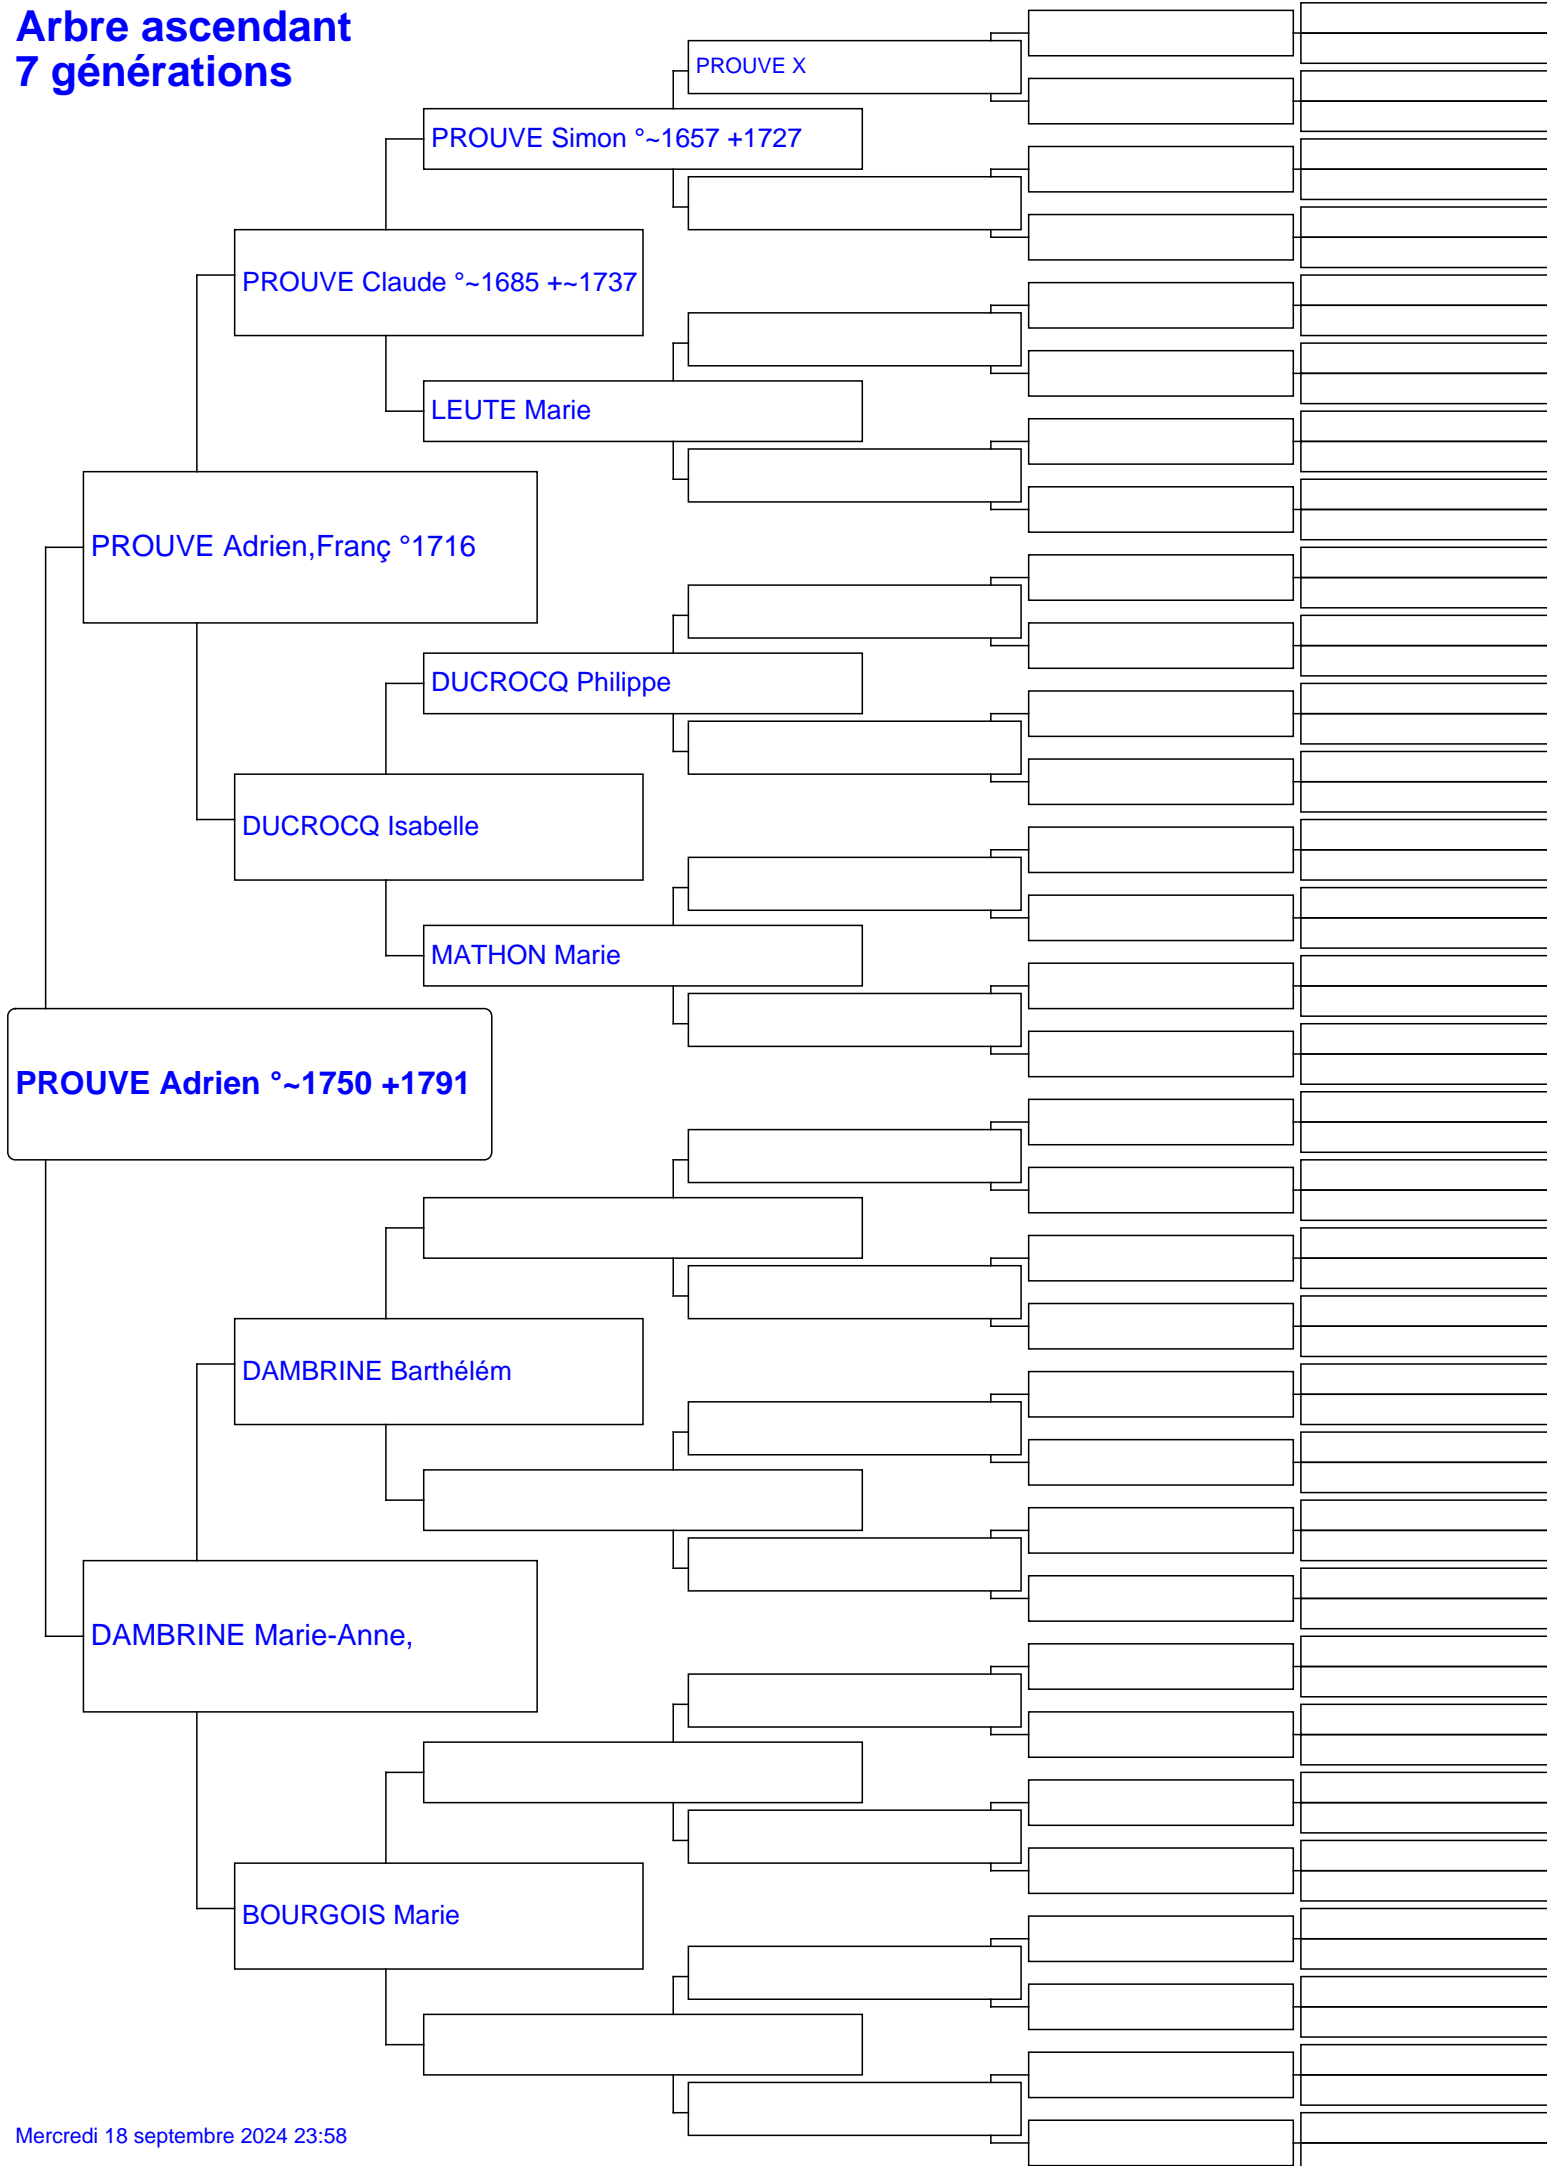 Arbre ascendant
7 générations
PROUVE X
PROUVE Simon °~1657 +1727
PROUVE Claude °~1685 +~1737
LEUTE Marie
PROUVE Adrien,Franç °1716
DUCROCQ Philippe
DUCROCQ Isabelle
MATHON Marie
PROUVE Adrien °~1750 +1791
DAMBRINE Barthélém
DAMBRINE Marie-Anne,
BOURGOIS Marie
Mercredi 18 septembre 2024 23:58